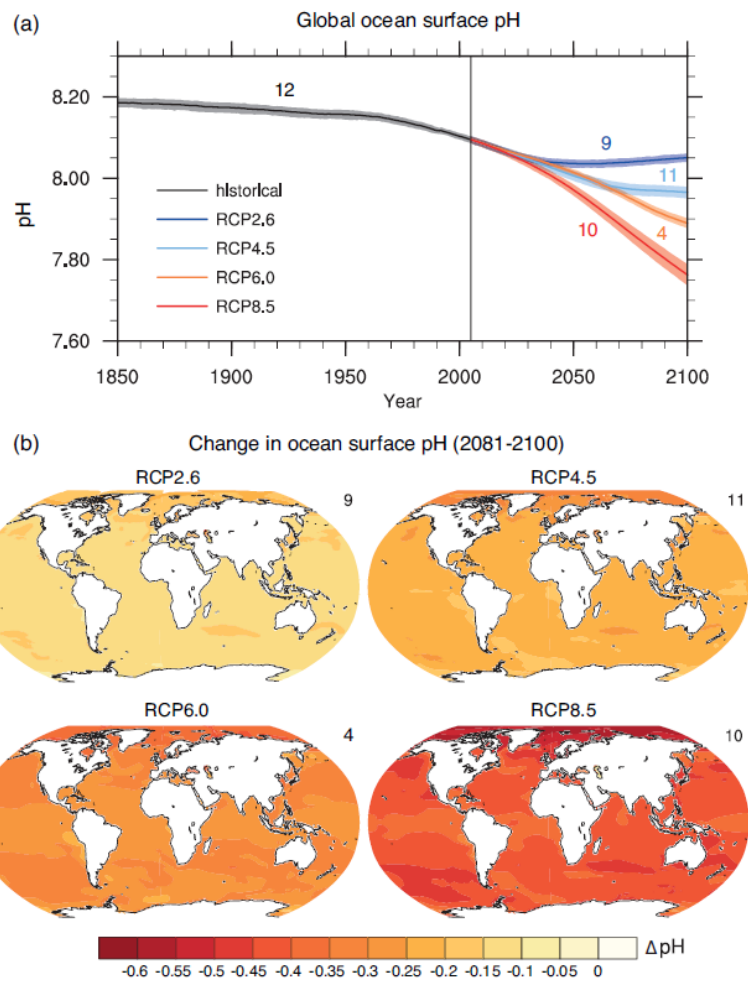 (a) Global ocean surface pH
8.20
8.00
7.80
7.60
pH
12
9
11
4
10
historical
RCP2.6
RCP4.5
RCP6.0
RCP8.5
1850 1900 1950 2000 2050 2100
Year
(b) Change in ocean surface pH (2081-2100)
RCP2.6 RCP4.5
9 11
RCP6.0 RCP8.5
4 10
ΔpH
-0.6 -0.55 -0.5 -0.45 -0.4 -0.35 -0.3 -0.25 -0.2 -0.15 -0.1 -0.05 0